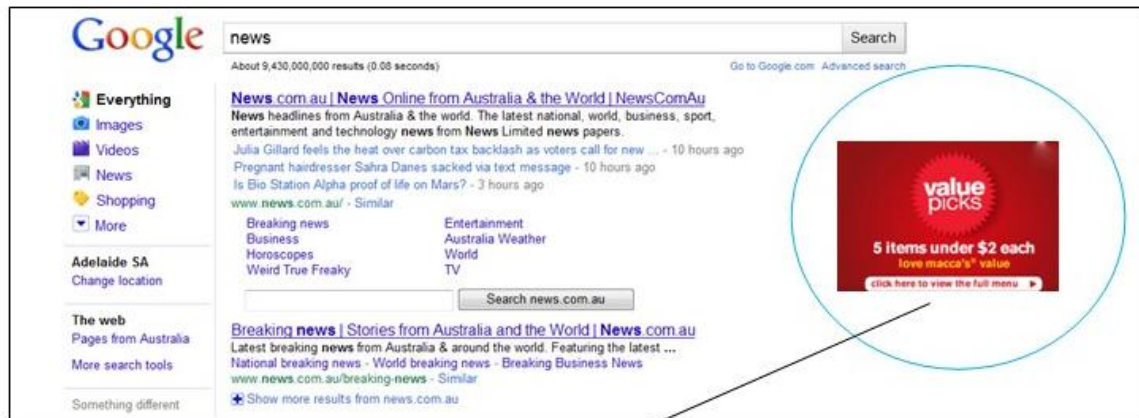 Google
news
Search
About 9,430,000,000 results (0.08 seconds)
Go to Google.com Advanced search
Everything
Images
Videos
News
Shopping
More
Adelaide SA
Change location
The web
Pages from Australia
More search tools
Something different
News.com.au | News Online from Australia & the World | NewsComAu
News headlines from Australia & the world. The latest national, world, business, sport,
entertainment and technology news from News Limited news papers.
Julia Gillard feels the heat over carbon tax backlash as voters call for new ... - 10 hours ago
Pregnant hairdresser Sahra Danes sacked via text message - 10 hours ago
Is Bio Station Alpha proof of life on Mars? - 3 hours ago
www.news.com.au/ - Similar
Breaking news Entertainment
Business Australia Weather
Horoscopes World
Weird True Freaky TV
Search news.com.au
Breaking news | Stories from Australia and the World | News.com.au
Latest breaking news from Australia & around the world. Featuring the latest ...
National breaking news - World breaking news - Breaking Business News
www.news.com.au/breaking-news - Similar
Show more results from news.com.au
value
picks
5 items under $2 each
love macca's® value
click here to view the full menu